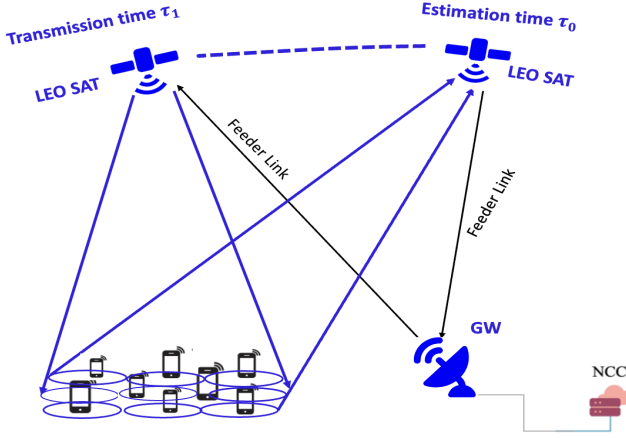 Transmission time τ₁
Estimation time τ₀
LEO SAT
LEO SAT
Feeder Link
Feeder Link
GW
NCC